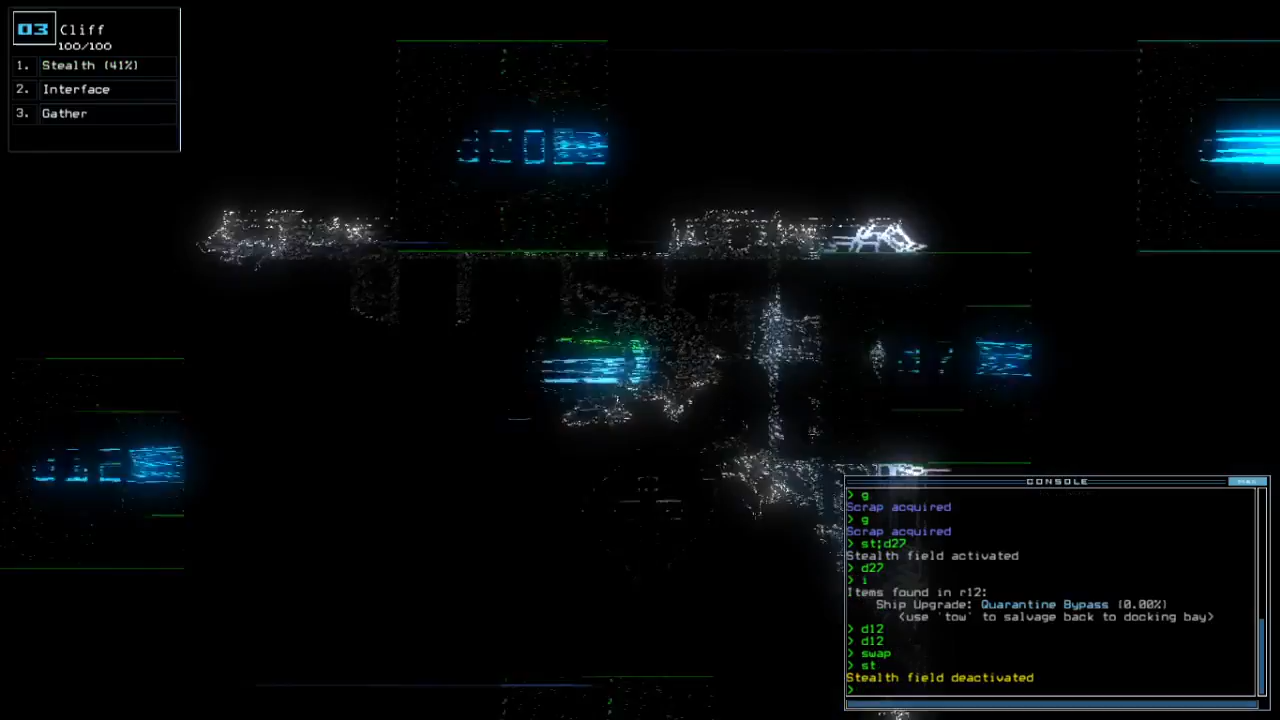 03 Cliff
100/100
1. Stealth (41%)
2. Interface
3. Gather
CONSOLE
> g
Scrap acquired
> g
Scrap acquired
> st;d27
Stealth field activated
> d27
> i
Items found in r12:
Ship Upgrade: Quarantine Bypass (0.00%)
<use `tow` to salvage back to docking bay>
> d12
> d12
> swap
> st
Stealth field deactivated
>